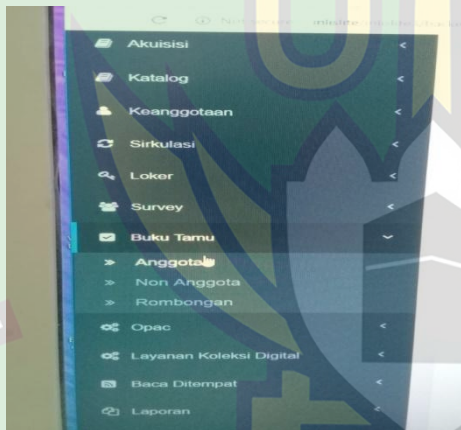 Akuisisi
Katalog
Keanggotaan
Sirkulasi
Loker
Survey
Buku Tamu
Anggota
Non Anggota
Rombongan
Opac
Layanan Koleksi Digital
Baca Ditempat
Laporan